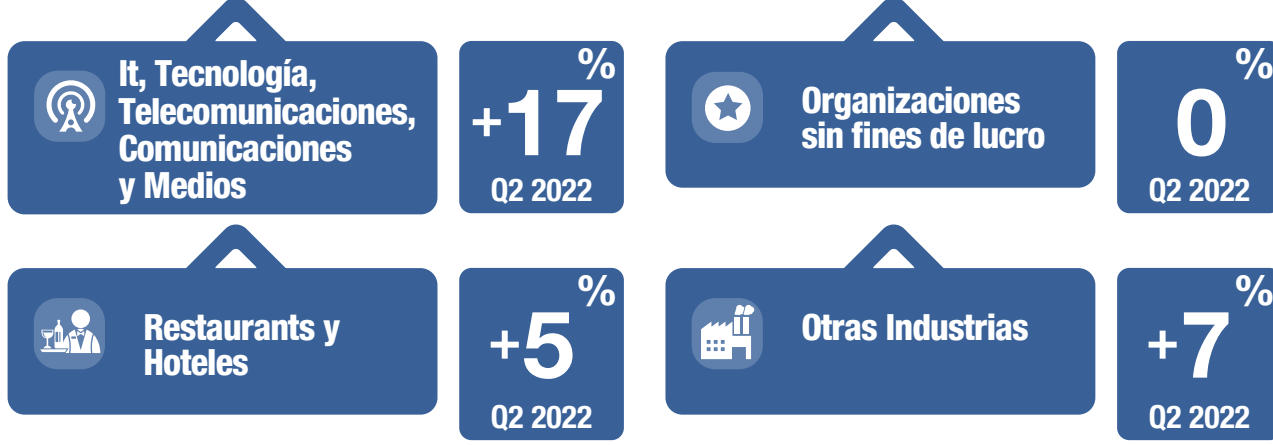 It, Tecnología,
Telecomunicaciones,
Comunicaciones
y Medios
%
+17
Q2 2022
Organizaciones
sin fines de lucro
%
0
Q2 2022
Restaurants y
Hoteles
%
+5
Q2 2022
Otras Industrias
%
+7
Q2 2022